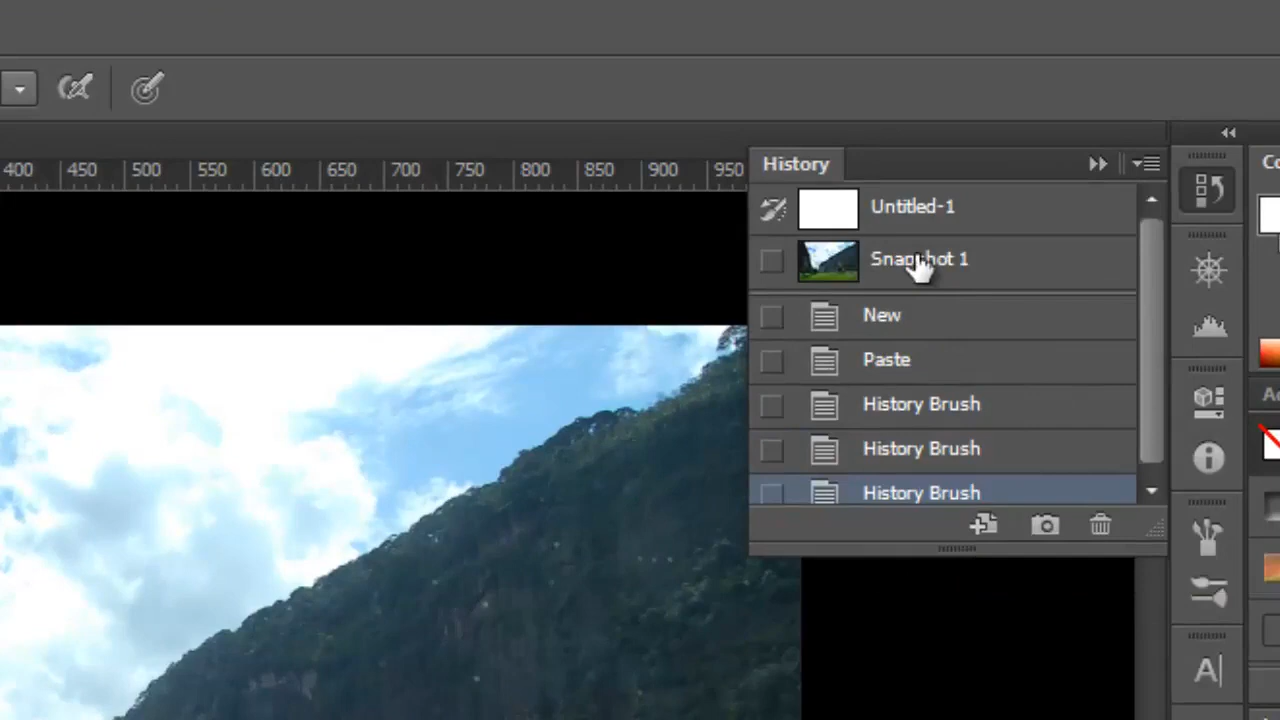 400 450 500 550 600 650 700 750 800 850 900 950
History
Untitled-1
Snapshot 1
New
Paste
History Brush
History Brush
History Brush
A